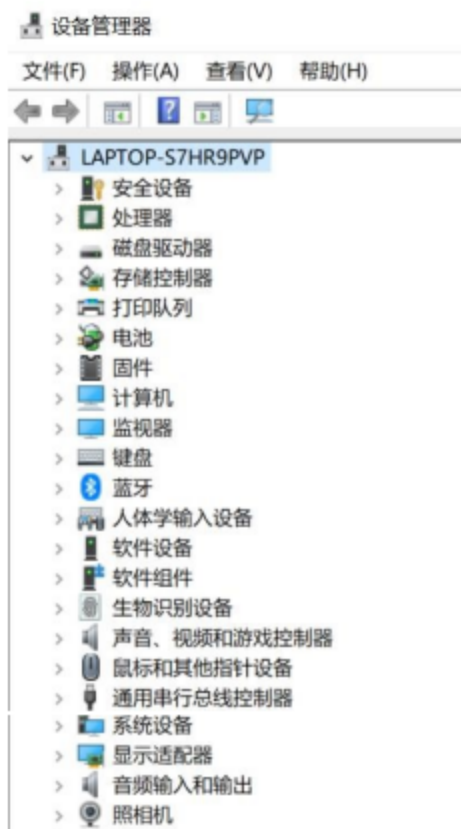 设备管理器
文件(F) 操作(A) 查看(V) 帮助(H)
LAPTOP-S7HR9PVP
安全设备
处理器
磁盘驱动器
存储控制器
打印队列
电池
固件
计算机
监视器
键盘
蓝牙
人体学输入设备
软件设备
软件组件
生物识别设备
声音、视频和游戏控制器
鼠标和其他指针设备
通用串行总线控制器
系统设备
显示适配器
音频输入和输出
照相机